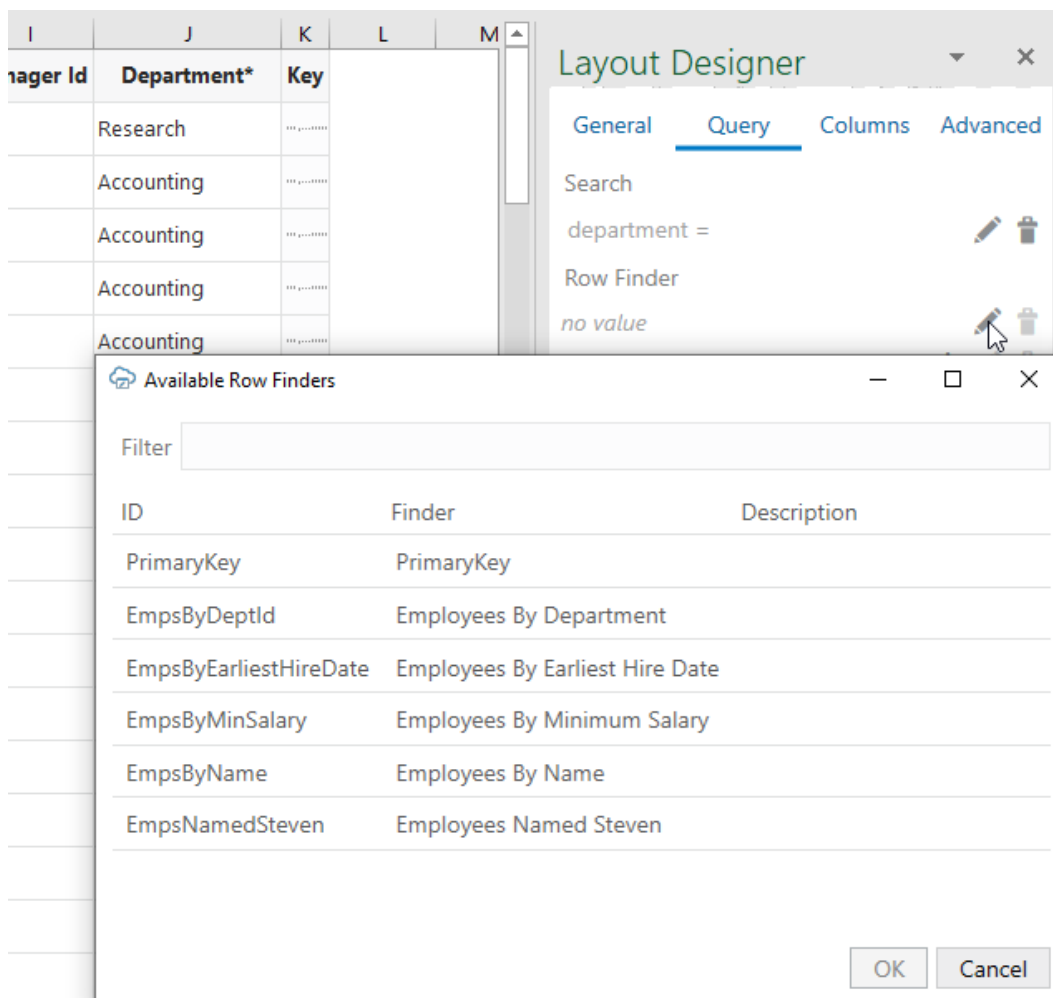 I J K L M
nager Id Department* Key
Research
Accounting
Accounting
Accounting
Accounting
Layout Designer
General Query Columns Advanced
Search
department =
Row Finder
no value
Available Row Finders
Filter
ID Finder Description
PrimaryKey PrimaryKey
EmpsByDeptId Employees By Department
EmpsByEarliestHireDate Employees By Earliest Hire Date
EmpsByMinSalary Employees By Minimum Salary
EmpsByName Employees By Name
EmpsNamedSteven Employees Named Steven
OK Cancel